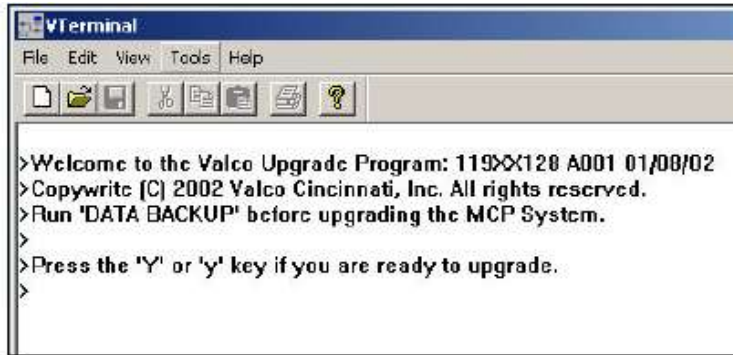 VTerminal
File Edit View Tools Help
>Welcome to the Valco Upgrade Program: 119XX128 A001 01/08/02
>Copywrite (C) 2002 Valco Cincinnati, Inc. All rights reserved.
>Run 'DATA BACKUP' before upgrading the MCP System.
>
>Press the 'Y' or 'y' key if you are ready to upgrade.
>